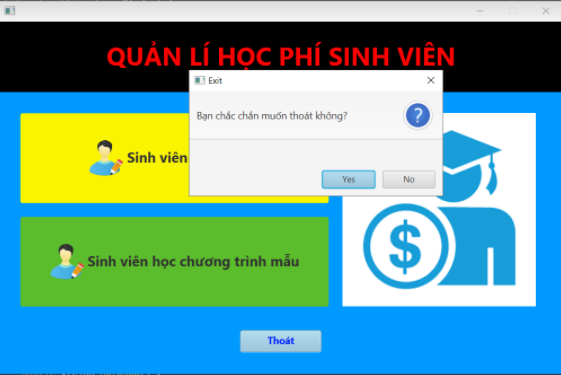 QUẢN LÍ HỌC PHÍ SINH VIÊN
Exit
Bạn chắc chắn muốn thoát không?
?
Yes
No
Sinh viên
$
Sinh viên học chương trình mẫu
Thoát